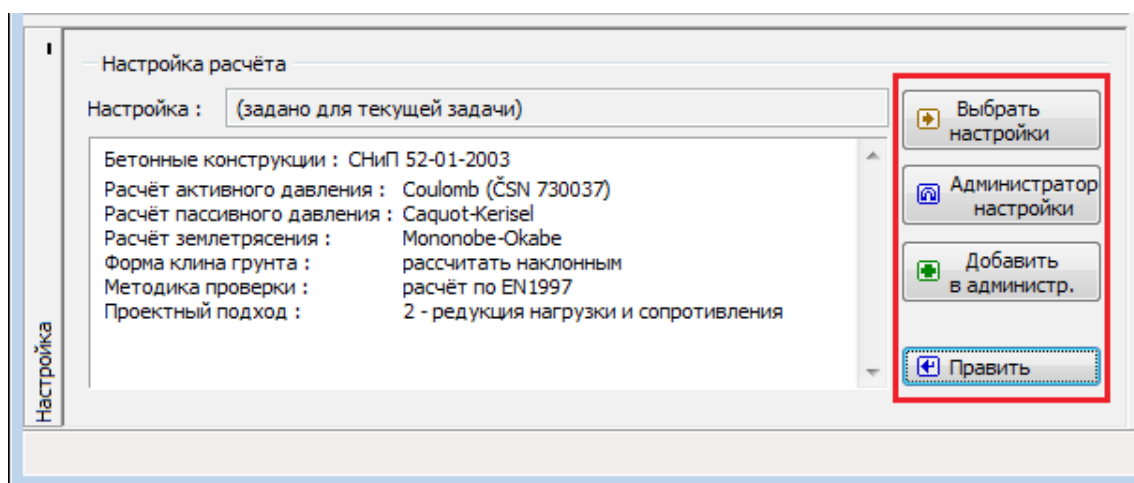 Настройка расчёта
Настройка : (задано для текущей задачи)
Бетонные конструкции : СНиП 52-01-2003
Расчёт активного давления : Coulomb (ČSN 730037)
Расчёт пассивного давления : Caquot-Kerisel
Расчёт землетрясения : Mononobe-Okabe
Форма клина грунта : рассчитать наклонным
Методика проверки : расчёт по EN1997
Проектный подход : 2 - редукция нагрузки и сопротивления
Выбрать
настройки
Администратор
настройки
Добавить
в администр.
Править
Настройка